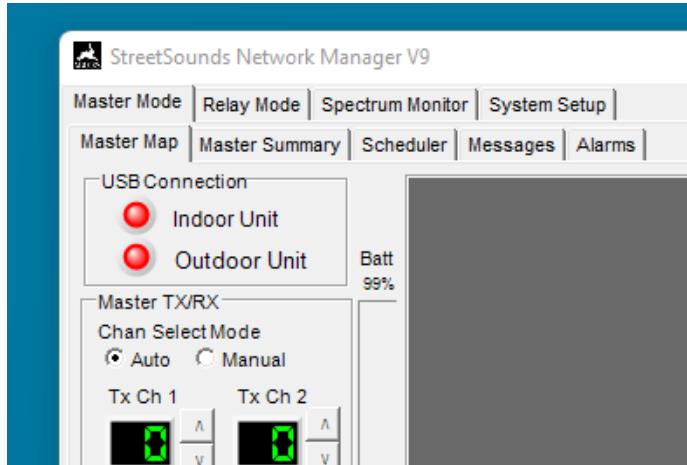 StreetSounds Network Manager V9
Master Mode Relay Mode Spectrum Monitor System Setup
Master Map Master Summary Scheduler Messages Alarms
USB Connection
Indoor Unit
Outdoor Unit
Batt
99%
Master TX/RX
Chan Select Mode
Auto Manual
Tx Ch 1 Tx Ch 2
0 0